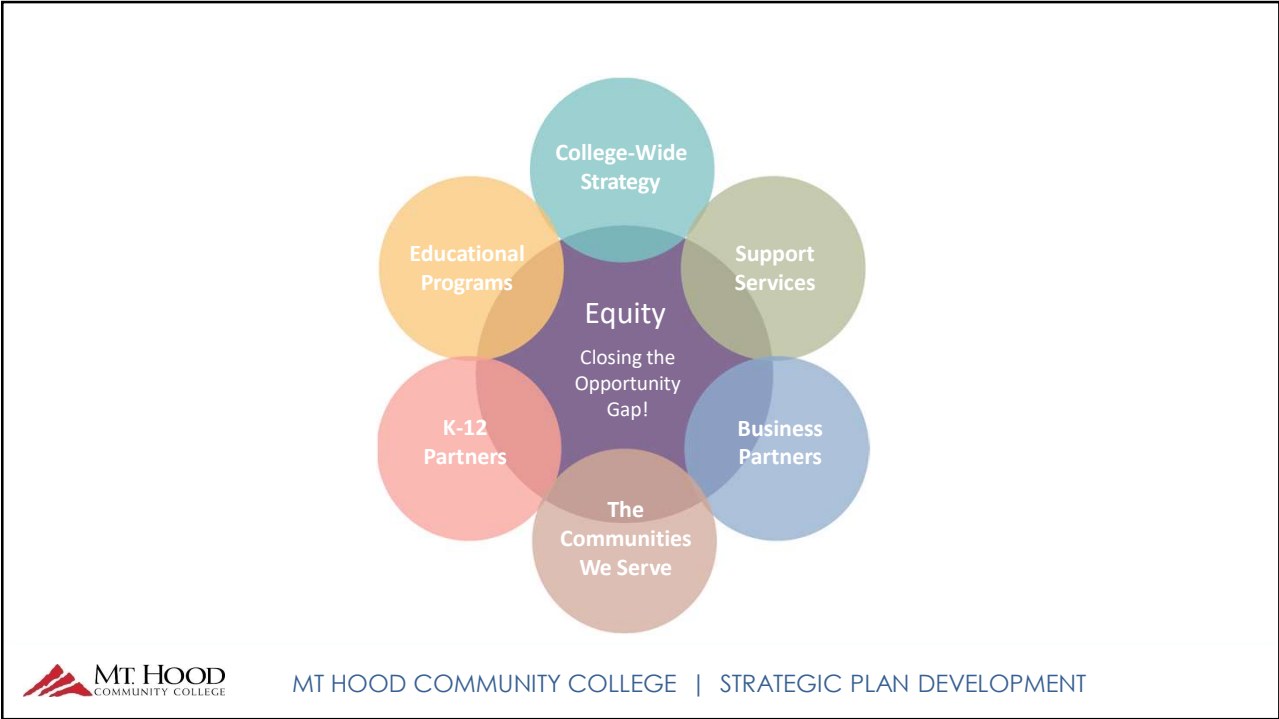 College-Wide
Strategy
Educational
Programs
Support
Services
Equity
Closing the
Opportunity
Gap!
K-12
Partners
Business
Partners
The
Communities
We Serve
MT. HOOD
COMMUNITY COLLEGE
MT HOOD COMMUNITY COLLEGE | STRATEGIC PLAN DEVELOPMENT